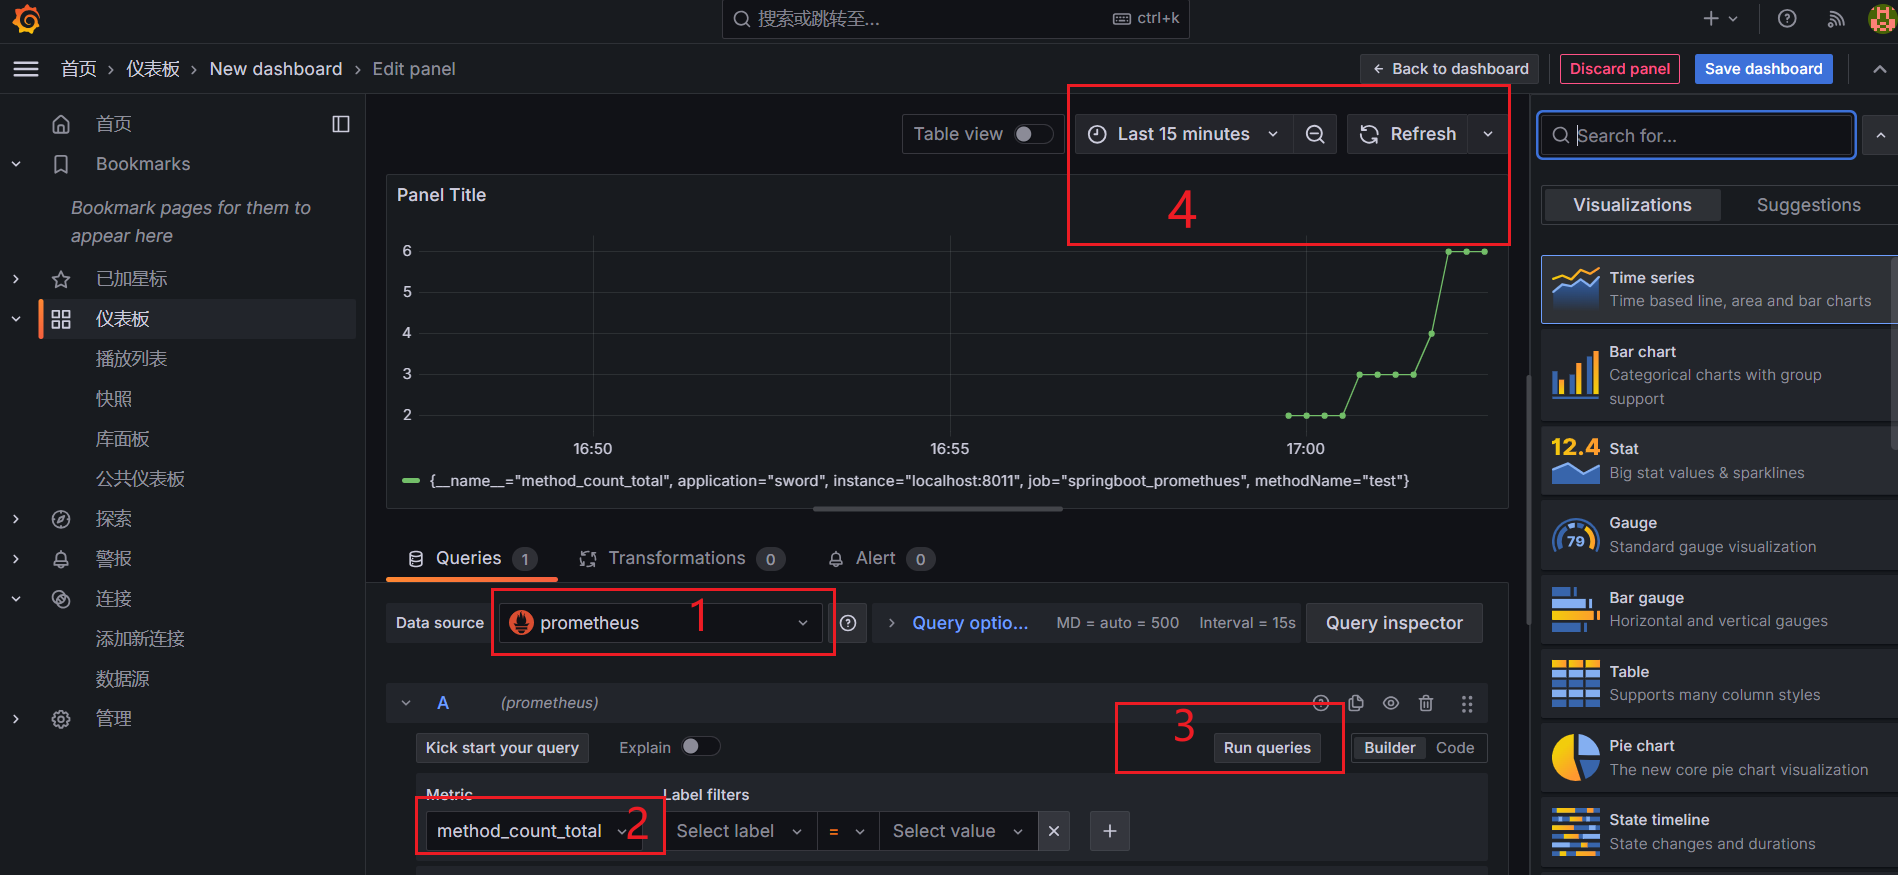 搜索或跳转至...
ctrl+k
首页 › 仪表板 › New dashboard › Edit panel
← Back to dashboard
Discard panel
Save dashboard
首页
Bookmarks
Bookmark pages for them to
appear here
已加星标
仪表板
播放列表
快照
库面板
公共仪表板
探索
警报
连接
添加新连接
数据源
管理
Table view
Last 15 minutes
Refresh
4
Panel Title
6
5
4
3
2
16:50
16:55
17:00
{__name__="method_count_total", application="sword", instance="localhost:8011", job="springboot_promethues", methodName="test"}
Queries 1
Transformations 0
Alert 0
Data source
prometheus
1
Query optio...
MD = auto = 500
Interval = 15s
Query inspector
A
(prometheus)
Kick start your query
Explain
3
Run queries
Builder
Code
Metric
Label filters
method_count_total
2
Select label
=
Select value
Search for...
Visualizations
Suggestions
Time series
Time based line, area and bar charts
Bar chart
Categorical charts with group
support
12.4
Stat
Big stat values & sparklines
79
Gauge
Standard gauge visualization
Bar gauge
Horizontal and vertical gauges
Table
Supports many column styles
Pie chart
The new core pie chart visualization
State timeline
State changes and durations